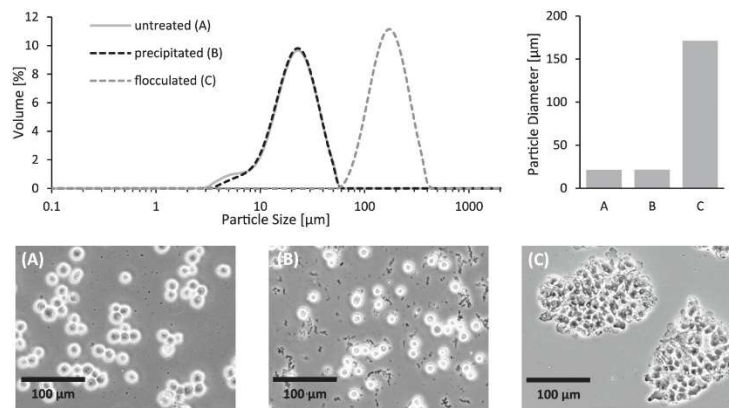 12
10
8
6
4
2
0
Volume [%]
untreated (A)
precipitated (B)
flocculated (C)
0.1 1 10 100 1000
Particle Size [µm]
200
150
100
50
0
Particle Diameter [µm]
A B C
(A)
100 µm
(B)
100 µm
(C)
100 µm